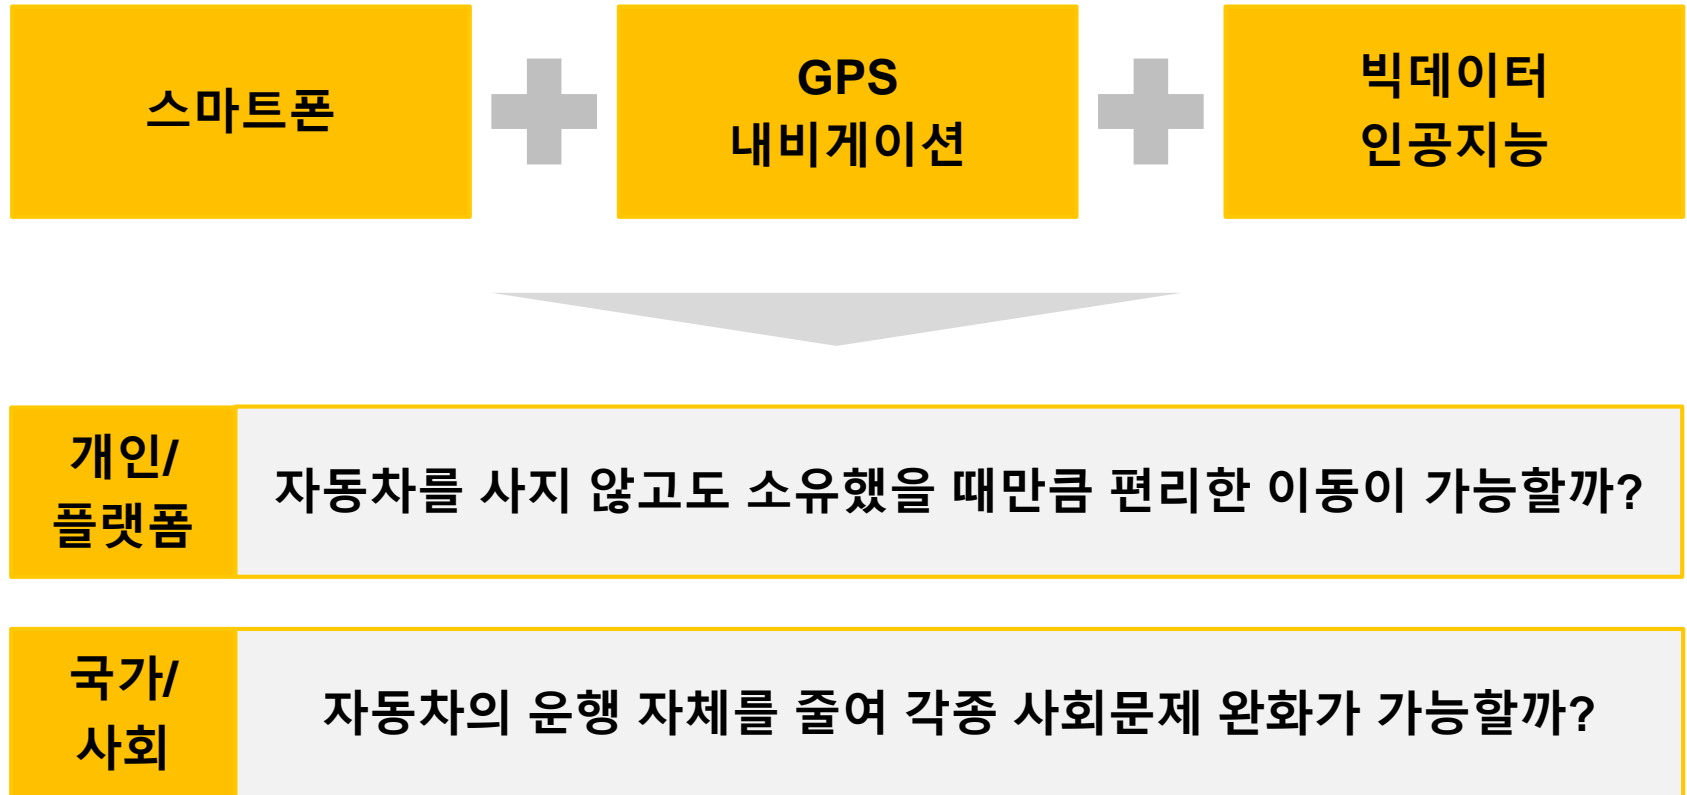 스마트폰
GPS
내비게이션
빅데이터
인공지능
개인/
플랫폼
자동차를 사지 않고도 소유했을 때만큼 편리한 이동이 가능할까?
국가/
사회
자동차의 운행 자체를 줄여 각종 사회문제 완화가 가능할까?